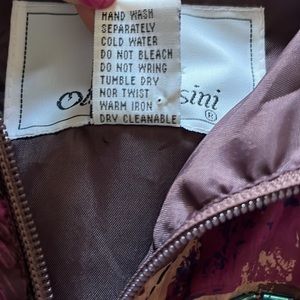 HAND WASH
SEPARATELY
COLD WATER
DO NOT BLEACH
DO NOT WRING
TUMBLE DRY
NOR TWIST
WARM IRON
DRY CLEANABLE
®